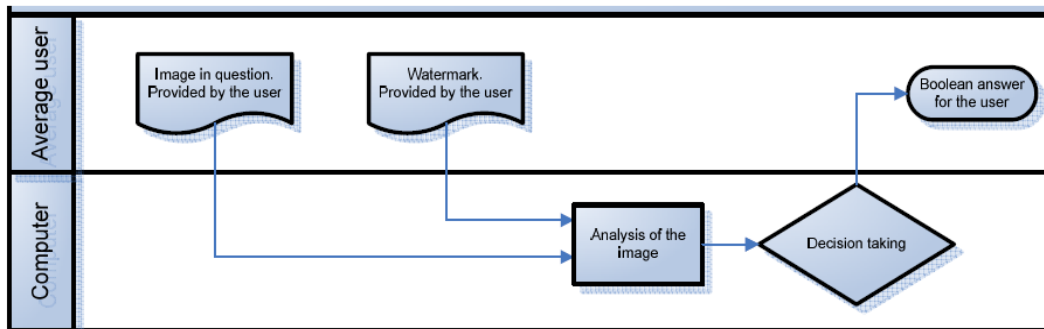 Average user
Image in question.
Provided by the user
Watermark.
Provided by the user
Boolean answer
for the user
Computer
Analysis of the
image
Decision taking